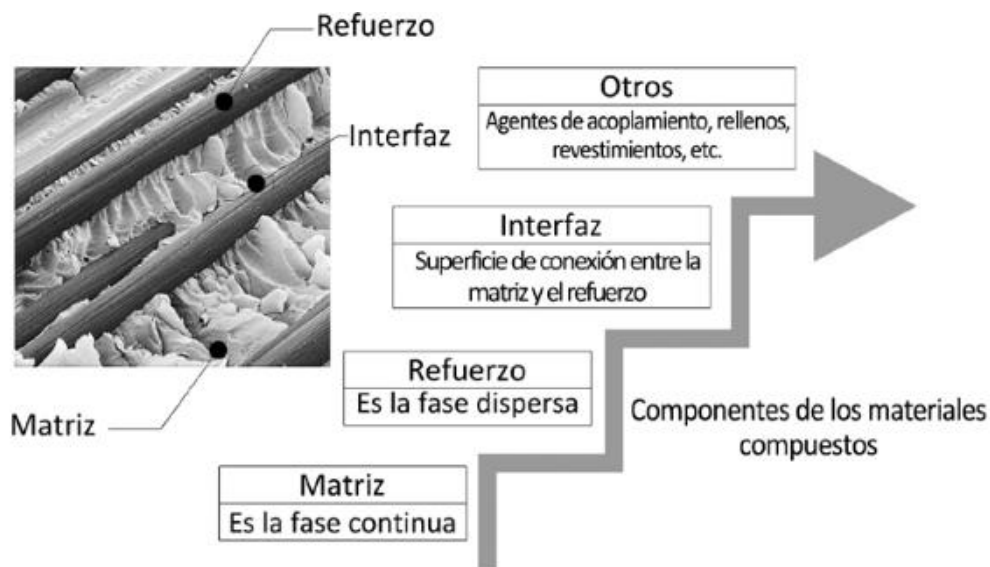 Refuerzo
Interfaz
Matriz
Otros
Agentes de acoplamiento, rellenos,
revestimientos, etc.
Interfaz
Superficie de conexión entre la
matriz y el refuerzo
Refuerzo
Es la fase dispersa
Matriz
Es la fase continua
Componentes de los materiales
compuestos